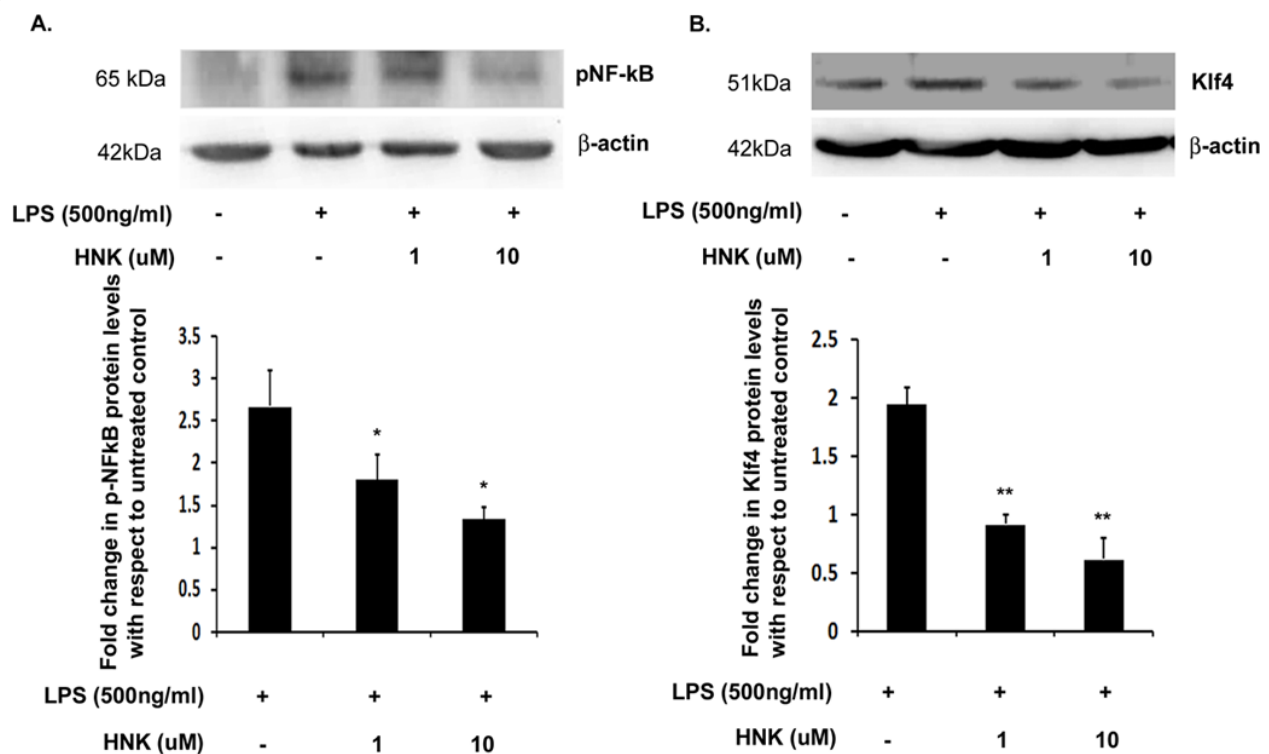 A.
65 kDa
pNF-kB
42kDa
β-actin
LPS (500ng/ml) - + + +
HNK (uM) - - 1 10
Fold change in p-NFkB protein levels
with respect to untreated control
3.5
3
2.5
2
1.5
1
0.5
0
*
*
LPS (500ng/ml) + + +
HNK (uM) - 1 10
B.
51kDa
Klf4
42kDa
β-actin
LPS (500ng/ml) - + + +
HNK (uM) - - 1 10
Fold change in Klf4 protein levels
with respect to untreated control
2.5
2
1.5
1
0.5
0
**
**
LPS (500ng/ml) + + +
HNK (uM) - 1 10